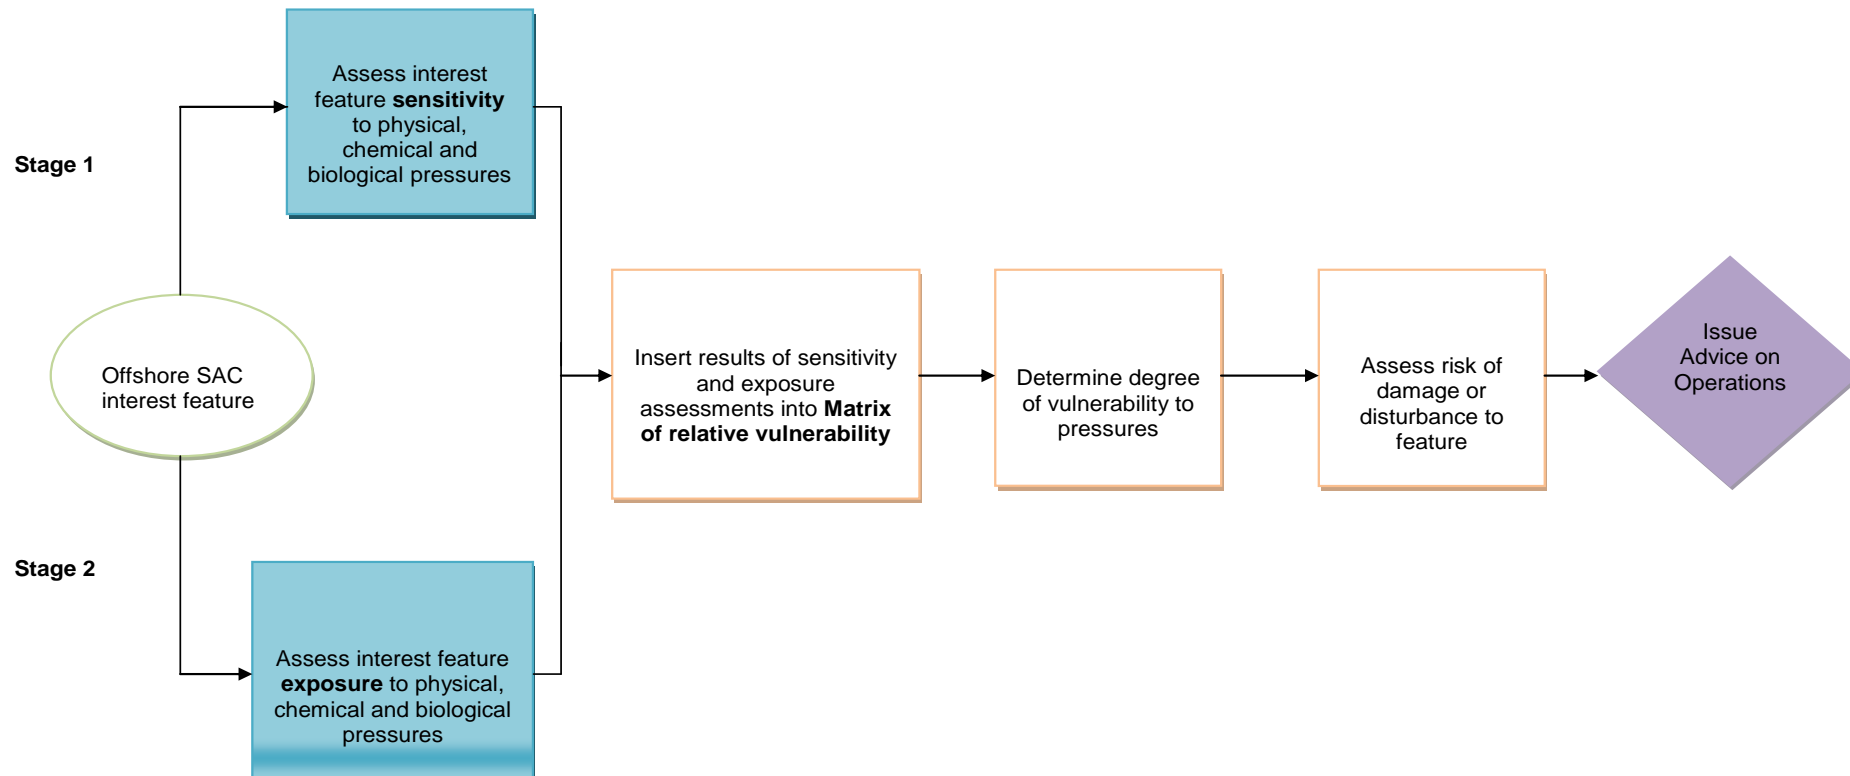 Stage 1
Assess interest
feature sensitivity
to physical,
chemical and
biological pressures
Offshore SAC
interest feature
Stage 2
Assess interest feature
exposure to physical,
chemical and biological
pressures
Insert results of sensitivity
and exposure
assessments into Matrix
of relative vulnerability
Determine degree
of vulnerability to
pressures
Assess risk of
damage or
disturbance to
feature
Issue
Advice on
Operations